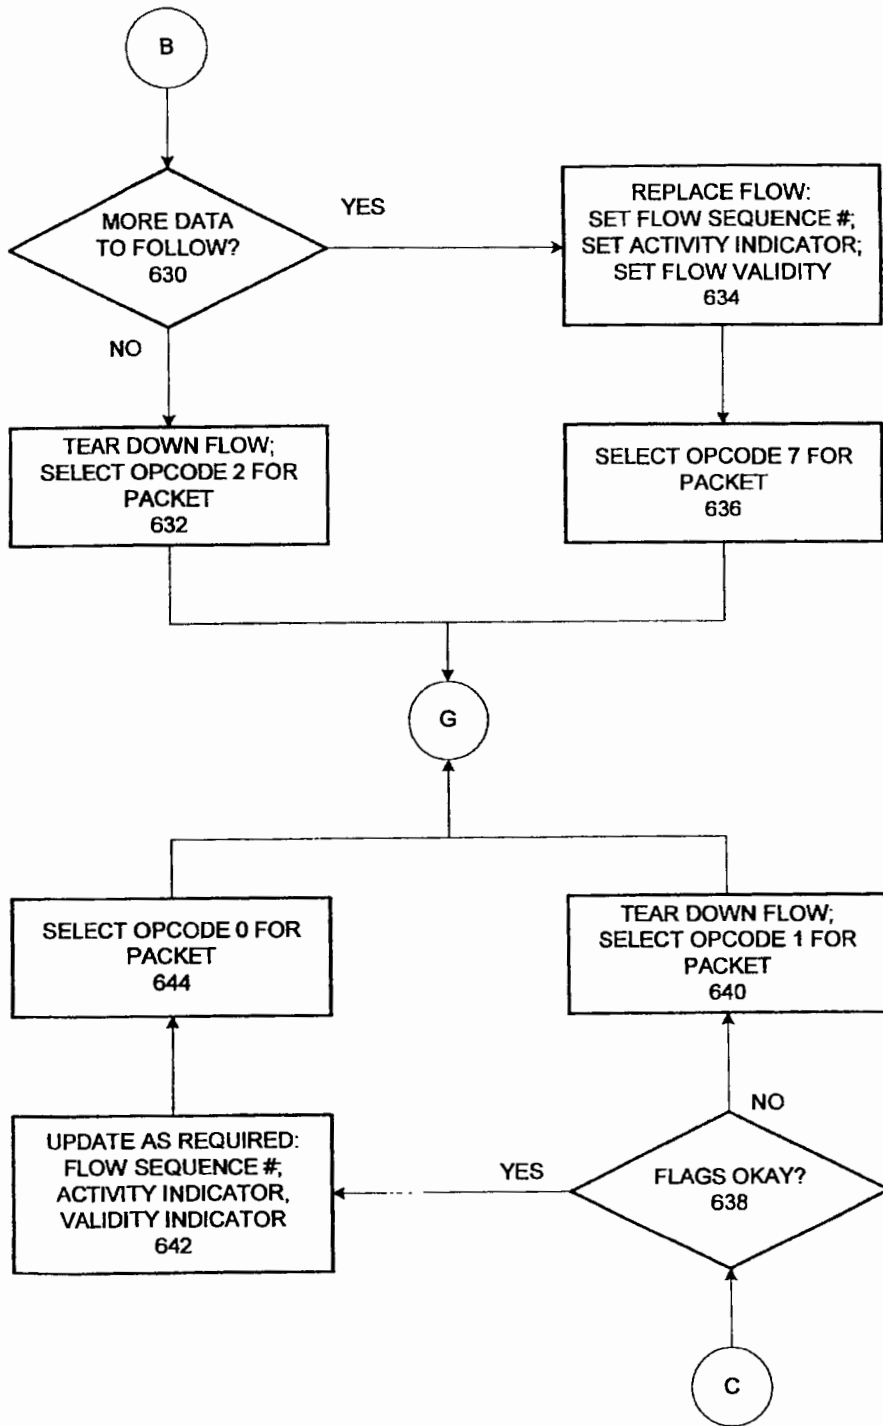 B
MORE DATA
TO FOLLOW?
630
YES
REPLACE FLOW:
SET FLOW SEQUENCE #;
SET ACTIVITY INDICATOR;
SET FLOW VALIDITY
634
NO
TEAR DOWN FLOW;
SELECT OPCODE 2 FOR
PACKET
632
SELECT OPCODE 7 FOR
PACKET
636
G
SELECT OPCODE 0 FOR
PACKET
644
TEAR DOWN FLOW;
SELECT OPCODE 1 FOR
PACKET
640
NO
UPDATE AS REQUIRED:
FLOW SEQUENCE #;
ACTIVITY INDICATOR,
VALIDITY INDICATOR
642
YES
FLAGS OKAY?
638
C